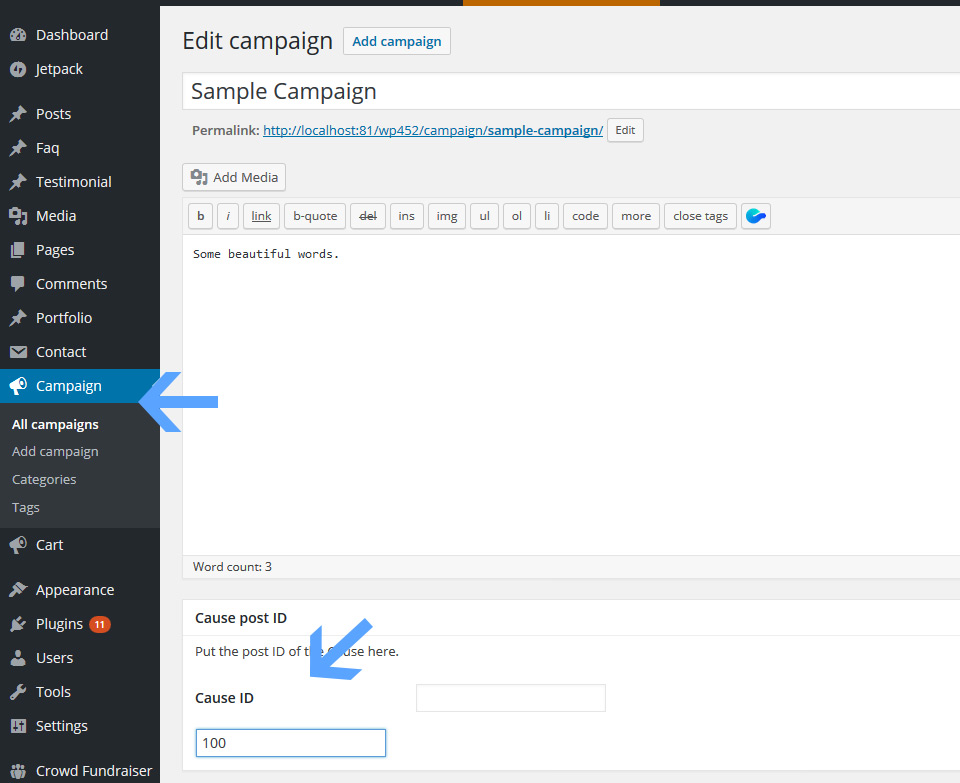 Dashboard
Jetpack
Posts
Faq
Testimonial
Media
Pages
Comments
Portfolio
Contact
Campaign
All campaigns
Add campaign
Categories
Tags
Cart
Appearance
Plugins 11
Users
Tools
Settings
Crowd Fundraiser
Edit campaign Add campaign
Sample Campaign
Permalink: http://localhost:81/wp452/campaign/sample-campaign/ Edit
Add Media
b i link b-quote del ins img ul ol li code more close tags
Some beautiful words.
Word count: 3
Cause post ID
Put the post ID of the Cause here.
Cause ID
100